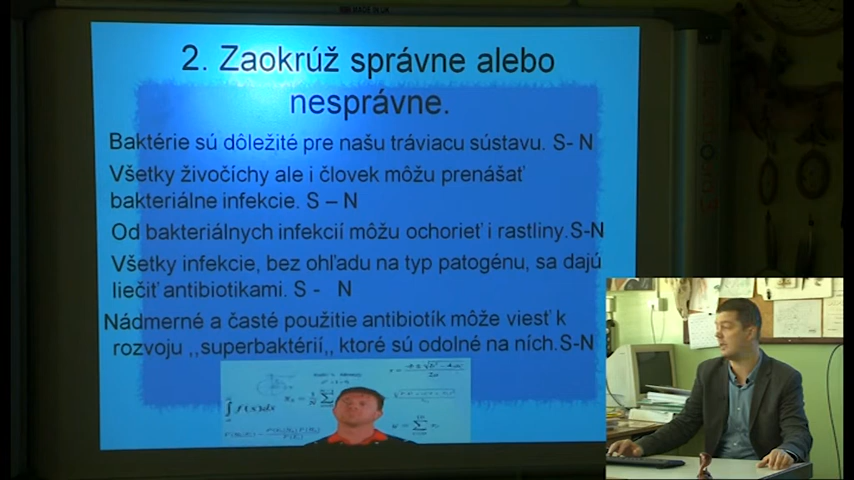 2. Zaokrúž správne alebo
nesprávne.
Baktérie sú dôležité pre našu tráviacu sústavu. S- N
Všetky živočíchy ale i človek môžu prenášať
bakteriálne infekcie. S – N
Od bakteriálnych infekcií môžu ochorieť i rastliny.S-N
Všetky infekcie, bez ohľadu na typ patogénu, sa dajú
liečiť antibiotikami. S - N
Nádmerné a časté použitie antibiotík môže viesť k
rozvoju ,,superbaktérií,, ktoré sú odolné na ních.S-N
∫ f(x)dx